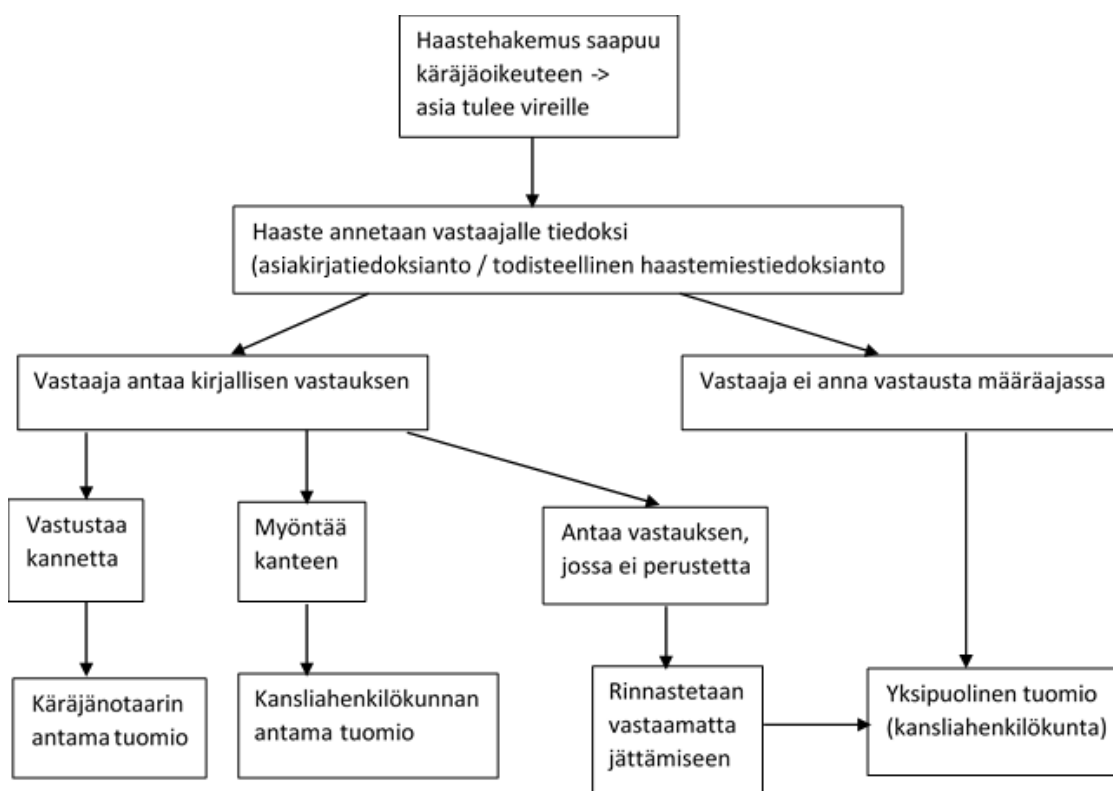 Haastehakemus saapuu
käräjäoikeuteen ->
asia tulee vireille
Haaste annetaan vastaajalle tiedoksi
(asiakirjatiedoksianto / todisteellinen haastemiestiedoksianto
Vastaaja antaa kirjallisen vastauksen
Vastaaja ei anna vastausta määräajassa
Vastustaa
kannetta
Myöntää
kanteen
Antaa vastauksen,
jossa ei perustetta
Käräjänotaarin
antama tuomio
Kansliahenkilökunnan
antama tuomio
Rinnastetaan
vastaamatta
jättämiseen
Yksipuolinen tuomio
(kansliahenkilökunta)